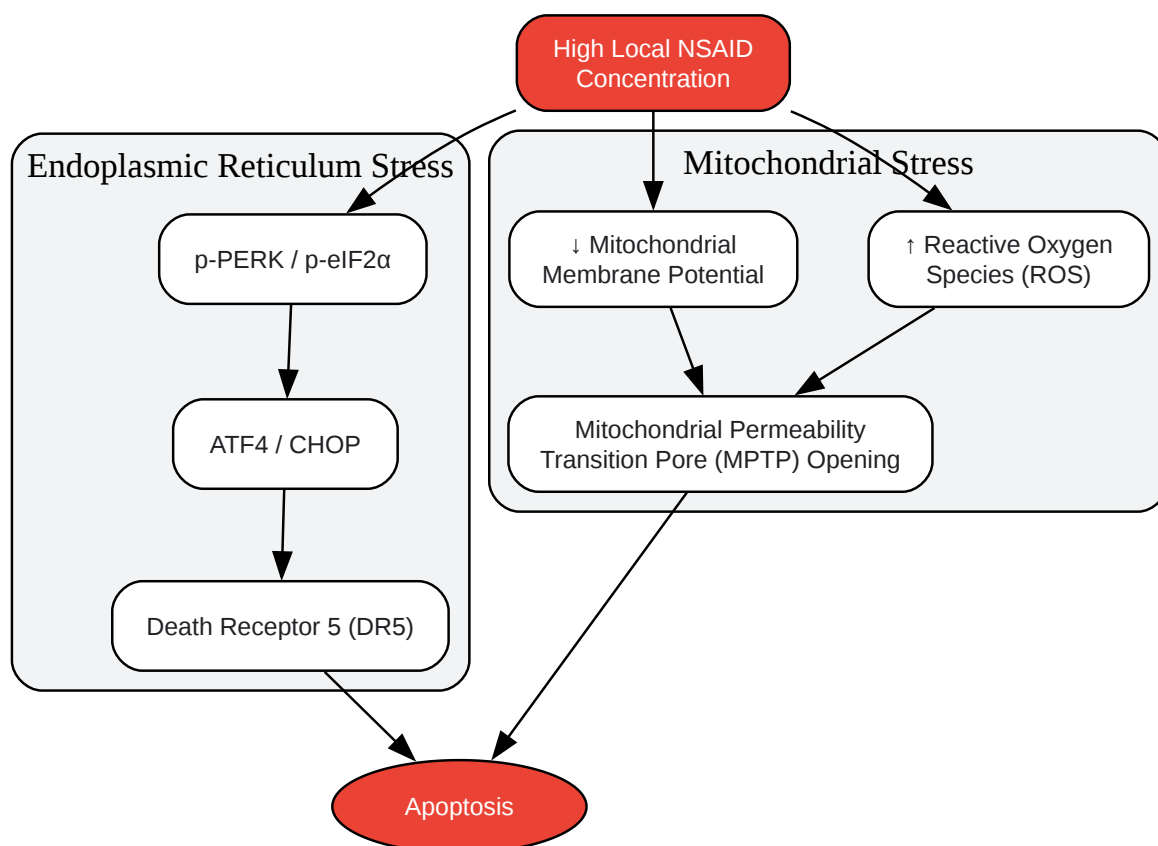 High Local NSAID
Concentration
Endoplasmic Reticulum Stress
Mitochondrial Stress
p-PERK / p-eIF2α
↓ Mitochondrial
Membrane Potential
↑ Reactive Oxygen
Species (ROS)
ATF4 / CHOP
Mitochondrial Permeability
Transition Pore (MPTP) Opening
Death Receptor 5 (DR5)
Apoptosis